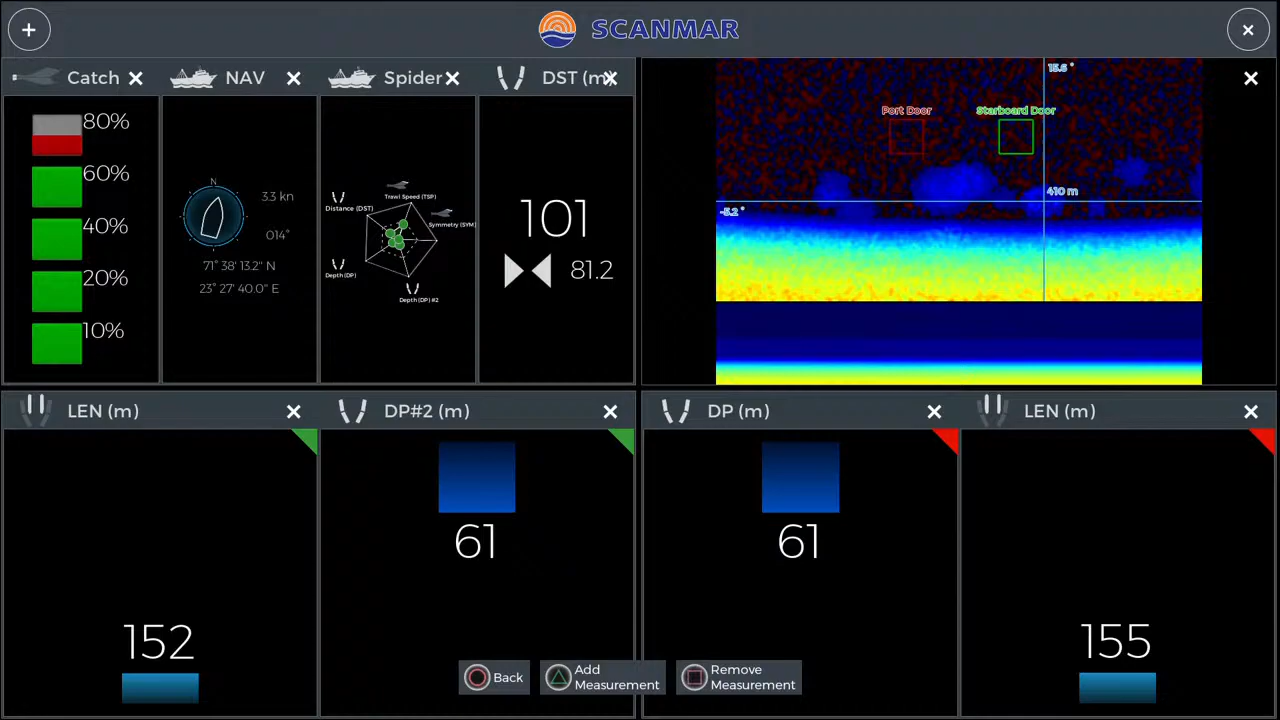 SCANMAR
Catch
NAV
Spider
DST (m)
80%
60%
40%
20%
10%
N
3.3 kn
014°
71° 38' 13.2" N
23° 27' 40.0" E
Trawl Speed (TSP)
Distance (DST)
Symmetry (SYM)
Depth (DP)
Depth (DP) #2
101
81.2
15.6 °
Port Door
Starboard Door
410 m
-5.2 °
LEN (m)
DP#2 (m)
DP (m)
LEN (m)
152
61
61
155
Back
Add
Measurement
Remove
Measurement